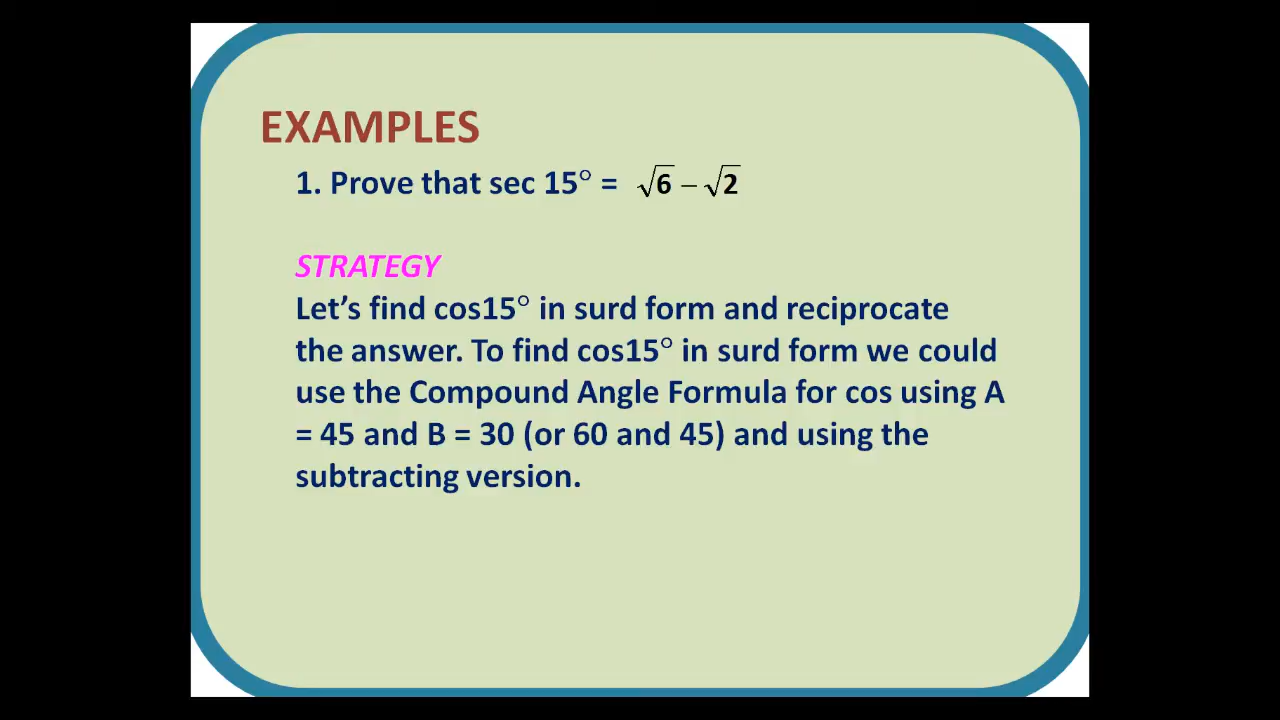 EXAMPLES
1. Prove that sec 15° = √6 – √2
STRATEGY
Let’s find cos15° in surd form and reciprocate
the answer. To find cos15° in surd form we could
use the Compound Angle Formula for cos using A
= 45 and B = 30 (or 60 and 45) and using the
subtracting version.